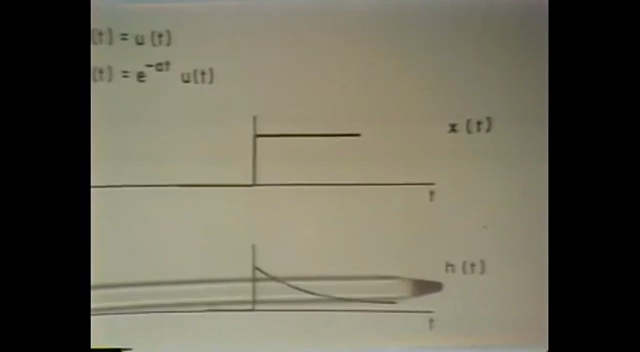 (t) = u(t)
(t) = e^-at u(t)
x(t)
t
h(t)
t